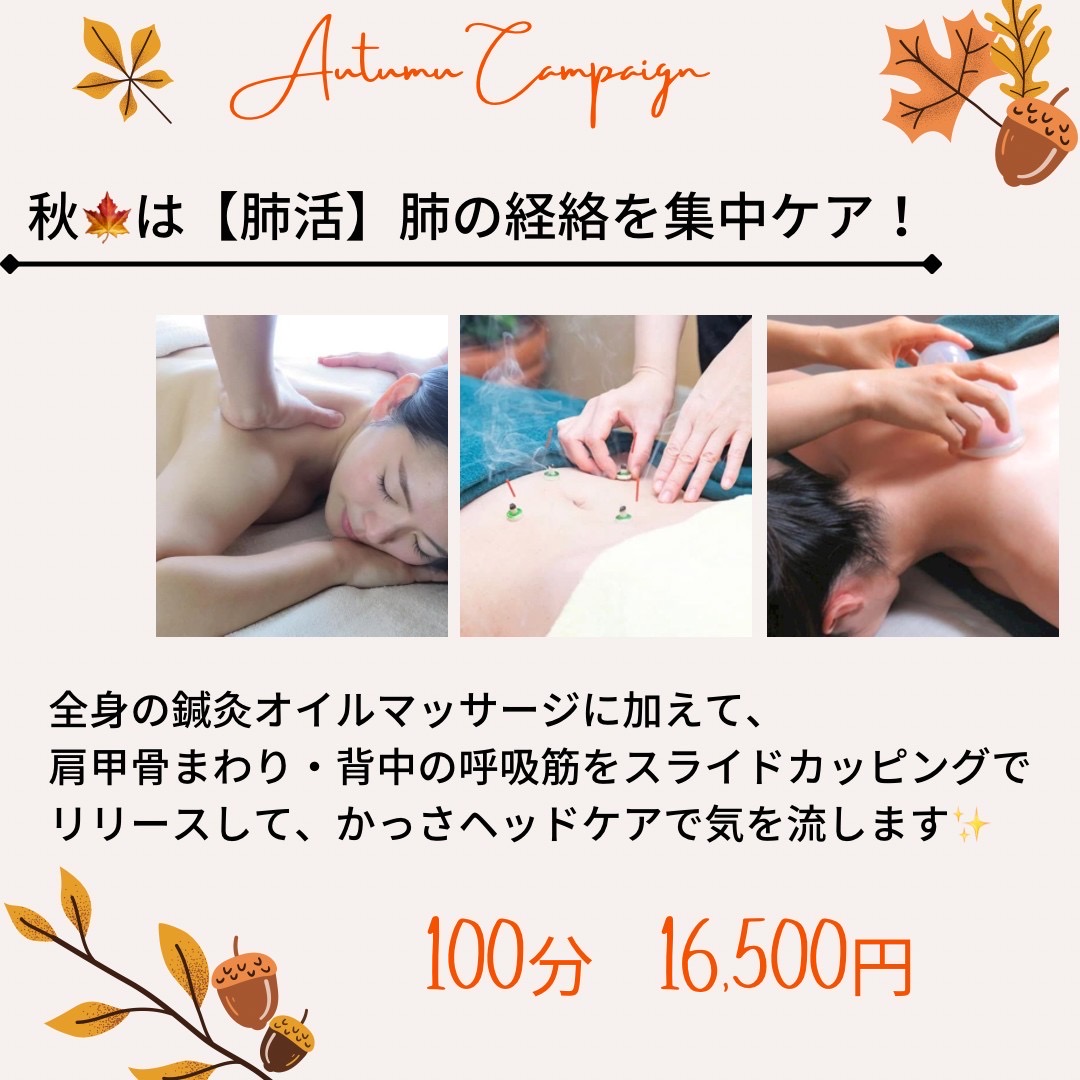 Autumn Campaign
秋🍁は【肺活】肺の経絡を集中ケア！
全身の鍼灸オイルマッサージに加えて、
肩甲骨まわり・背中の呼吸筋をスライドカッピングで
リリースして、かっさヘッドケアで気を流します✨
100分 16,500円